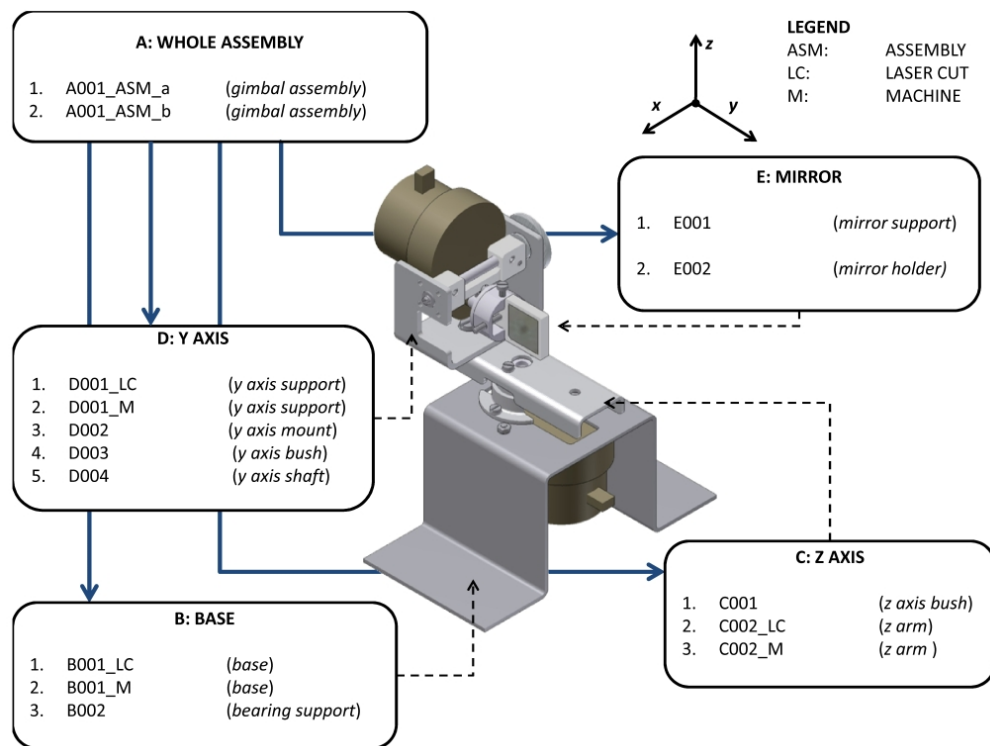 A: WHOLE ASSEMBLY
1. A001_ASM_a (gimbal assembly)
2. A001_ASM_b (gimbal assembly)
z
x
y
LEGEND
ASM: ASSEMBLY
LC: LASER CUT
M: MACHINE
E: MIRROR
1. E001 (mirror support)
2. E002 (mirror holder)
D: Y AXIS
1. D001_LC (y axis support)
2. D001_M (y axis support)
3. D002 (y axis mount)
4. D003 (y axis bush)
5. D004 (y axis shaft)
C: Z AXIS
1. C001 (z axis bush)
2. C002_LC (z arm)
3. C002_M (z arm )
B: BASE
1. B001_LC (base)
2. B001_M (base)
3. B002 (bearing support)